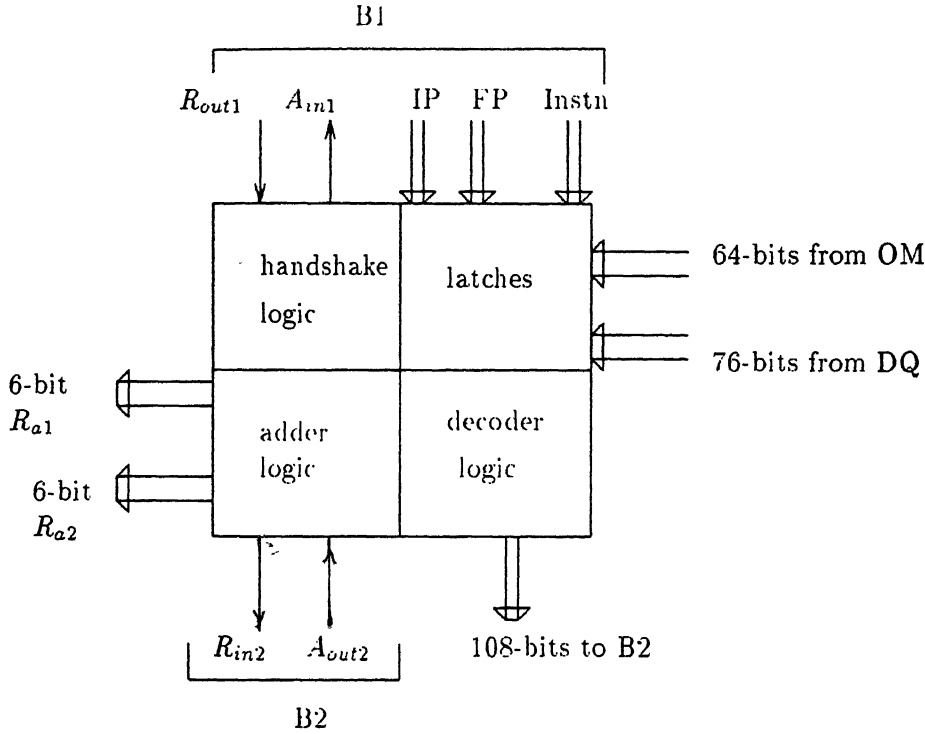 B1
R_out1 A_in1 IP FP Instn
handshake
logic
latches
64-bits from OM
76-bits from DQ
6-bit
R_a1
adder
logic
decoder
logic
6-bit
R_a2
R_in2 A_out2
108-bits to B2
B2